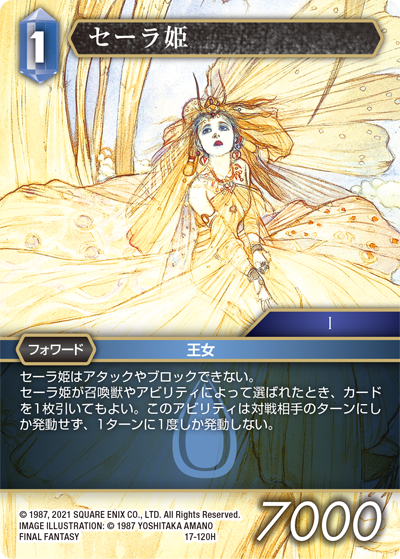 1
セーラ姫
I
フォワード
王女
セーラ姫はアタックやブロックできない。
セーラ姫が召喚獣やアビリティによって選ばれたとき、カード
を1枚引いてもよい。このアビリティは対戦相手のターンにし
か発動せず、1ターンに1度しか発動しない。
© 1987, 2021 SQUARE ENIX CO., LTD. All Rights Reserved.
IMAGE ILLUSTRATION: © 1987 YOSHITAKA AMANO
FINAL FANTASY 17-120H
7000